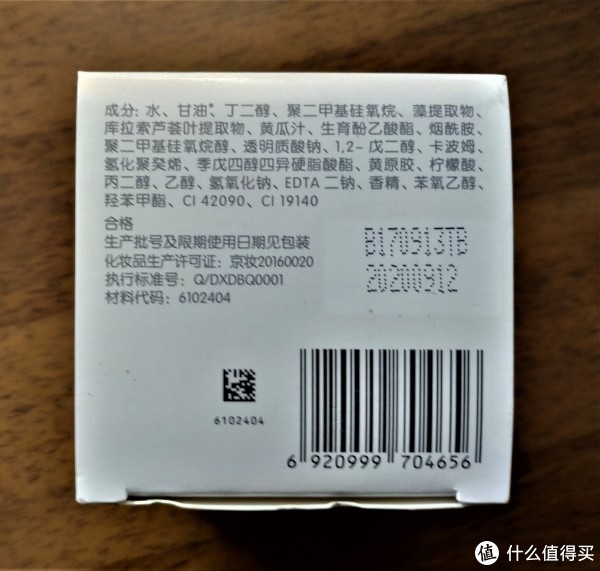 成分: 水、甘油*、丁二醇、聚二甲基硅氧烷、藻提取物、
库拉索芦荟叶提取物、黄瓜汁、生育酚乙酸酯、烟酰胺、
聚二甲基硅氧烷醇、透明质酸钠、1,2-戊二醇、卡波姆、
氢化聚癸烯、季戊四醇四异硬脂酸酯、黄原胶、柠檬酸、
丙二醇、乙醇、氢氧化钠、EDTA 二钠、香精、苯氧乙醇、
羟苯甲酯、CI 42090、CI 19140
合格
生产批号及限期使用日期见包装
化妆品生产许可证: 京妆20160020
执行标准号: Q/DXDBQ0001
材料代码: 6102404
B170913TB
20200912
6102404
6 920999 704656
值 什么值得买